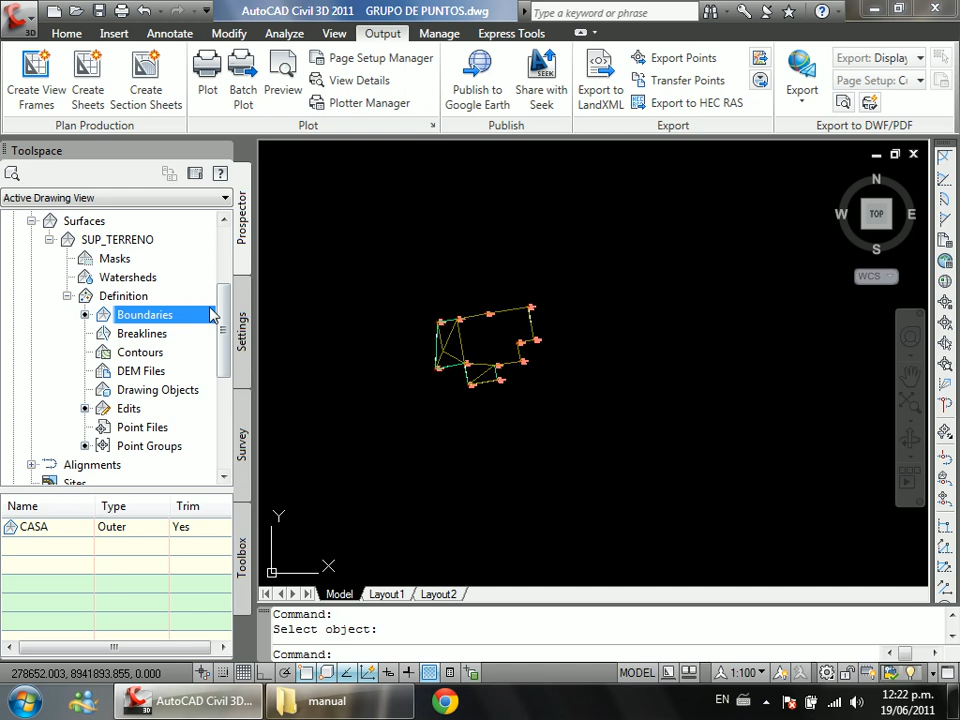 AutoCAD Civil 3D 2011 GRUPO DE PUNTOS.dwg
Type a keyword or phrase
3D
Home Insert Annotate Modify Analyze View Output Manage Express Tools
Create View Frames
Create Sheets
Create Section Sheets
Plan Production
Plot
Batch Plot
Preview
Page Setup Manager
View Details
Plotter Manager
Plot
Publish to Google Earth
SEEK
Share with Seek
Publish
Export to LandXML
Export Points
Transfer Points
Export to HEC RAS
Export
Export
Export: Display
Page Setup: C
Export to DWF/PDF
Toolspace
Active Drawing View
Surfaces
SUP_TERRENO
Masks
Watersheds
Definition
Boundaries
Breaklines
Contours
DEM Files
Drawing Objects
Edits
Point Files
Point Groups
Alignments
Sites
Prospector
Settings
Survey
Toolbox
Name Type Trim
CASA Outer Yes
N
W TOP E
S
WCS
Y
X
Model Layout1 Layout2
Command:
Select object:
Command:
278652.003, 8941893.855, 0.000
MODEL
1:100
AutoCAD Civil 3D...
manual
EN
12:22 p.m.
19/06/2011